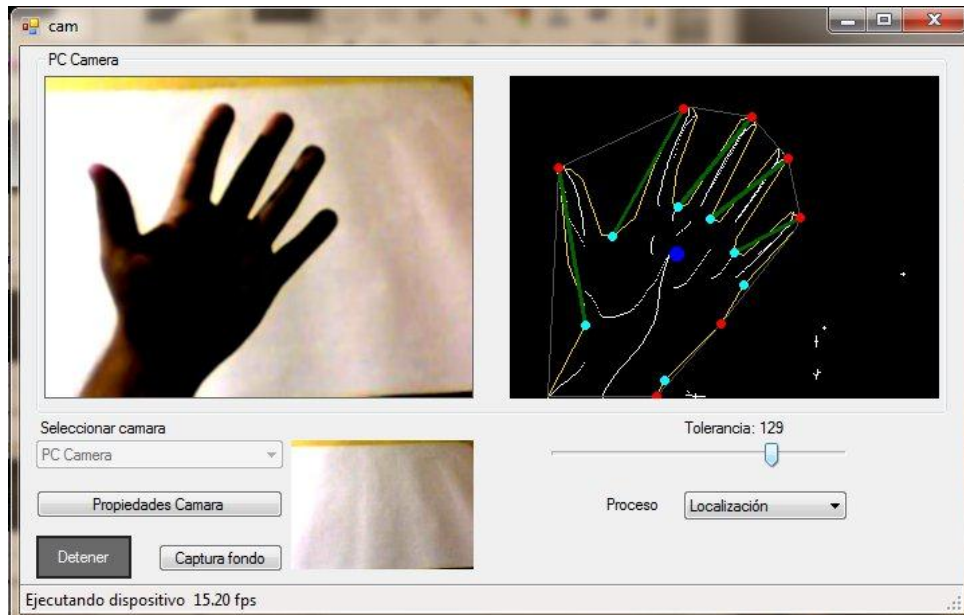 cam
PC Camera
Seleccionar camara
PC Camera
Propiedades Camara
Detener
Captura fondo
Tolerancia: 129
Proceso
Localización
Ejecutando dispositivo 15.20 fps